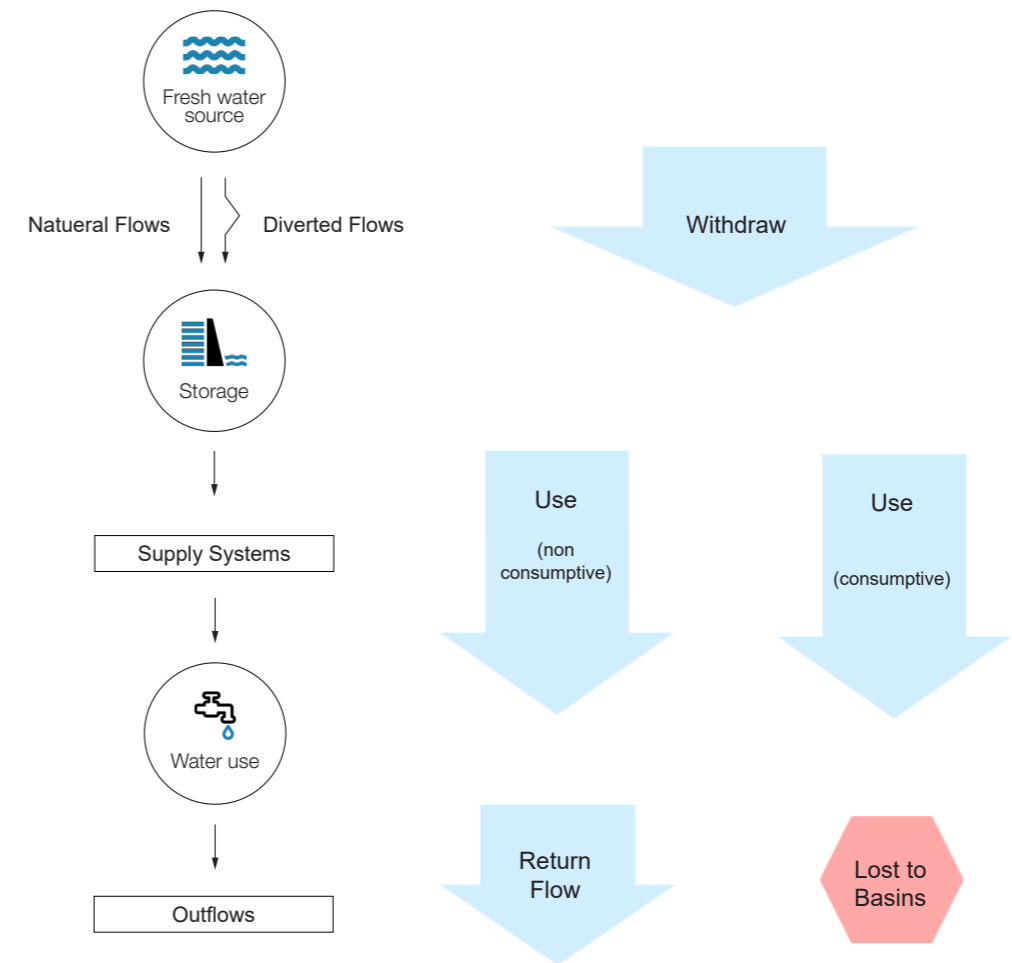 Fresh water
source
Natueral Flows
Diverted Flows
Withdraw
Storage
Use
(non
consumptive)
Use
(consumptive)
Supply Systems
Water use
Return
Flow
Lost to
Basins
Outflows